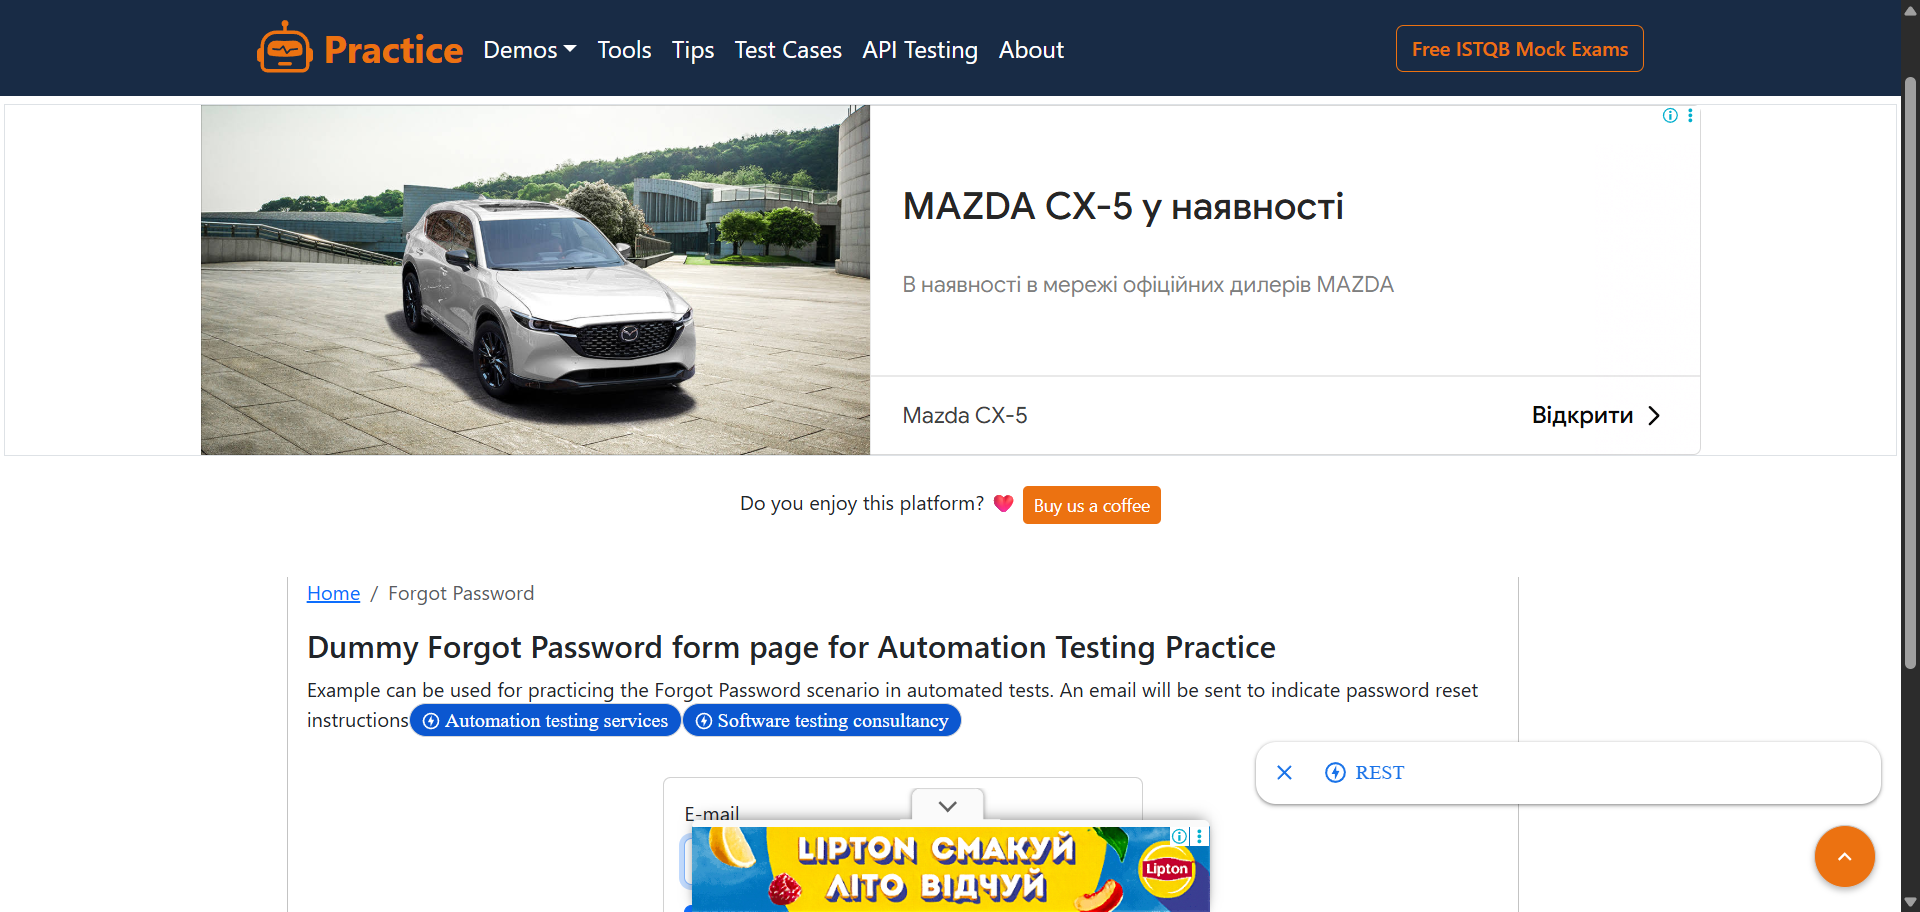 Practice Demos Tools Tips Test Cases API Testing About Free ISTQB Mock Exams
MAZDA CX-5 у наявності
В наявності в мережі офіційних дилерів MAZDA
Mazda CX-5 Відкрити
Do you enjoy this platform? Buy us a coffee
Home / Forgot Password
Dummy Forgot Password form page for Automation Testing Practice
Example can be used for practicing the Forgot Password scenario in automated tests. An email will be sent to indicate password reset
instructions Automation testing services Software testing consultancy
REST
E-mail
LIPTON СМАКУЙ
ЛІТО ВІДЧУЙ
Lipton